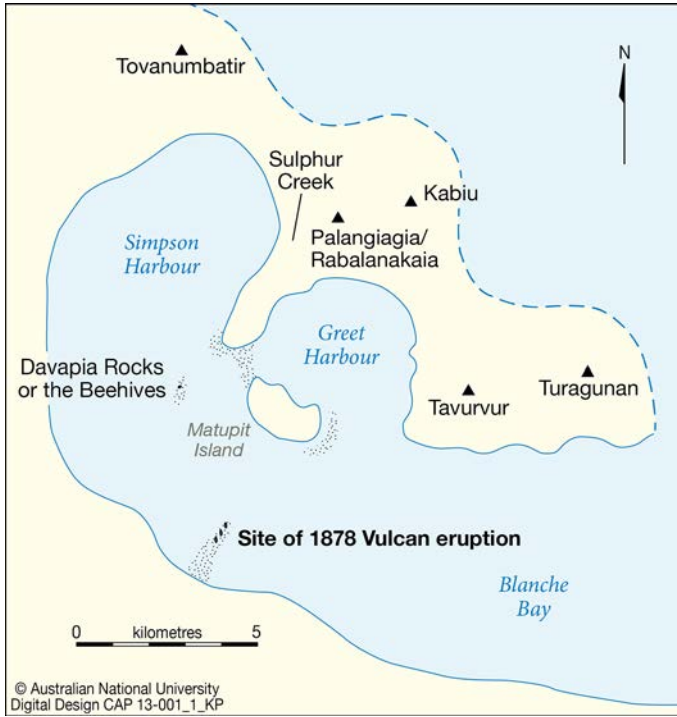 Tovanumbatir
N
Sulphur
Creek
Kabiu
Palangiagia/
Rabalanakaia
Simpson
Harbour
Greet
Harbour
Davapia Rocks
or the Beehives
Tavurvur
Turagunan
Matupit
Island
Site of 1878 Vulcan eruption
Blanche
Bay
0 kilometres 5
© Australian National University
Digital Design CAP 13-001_1_KP